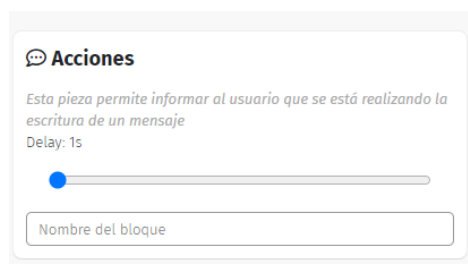 Acciones
Esta pieza permite informar al usuario que se está realizando la
escritura de un mensaje
Delay: 1s
Nombre del bloque